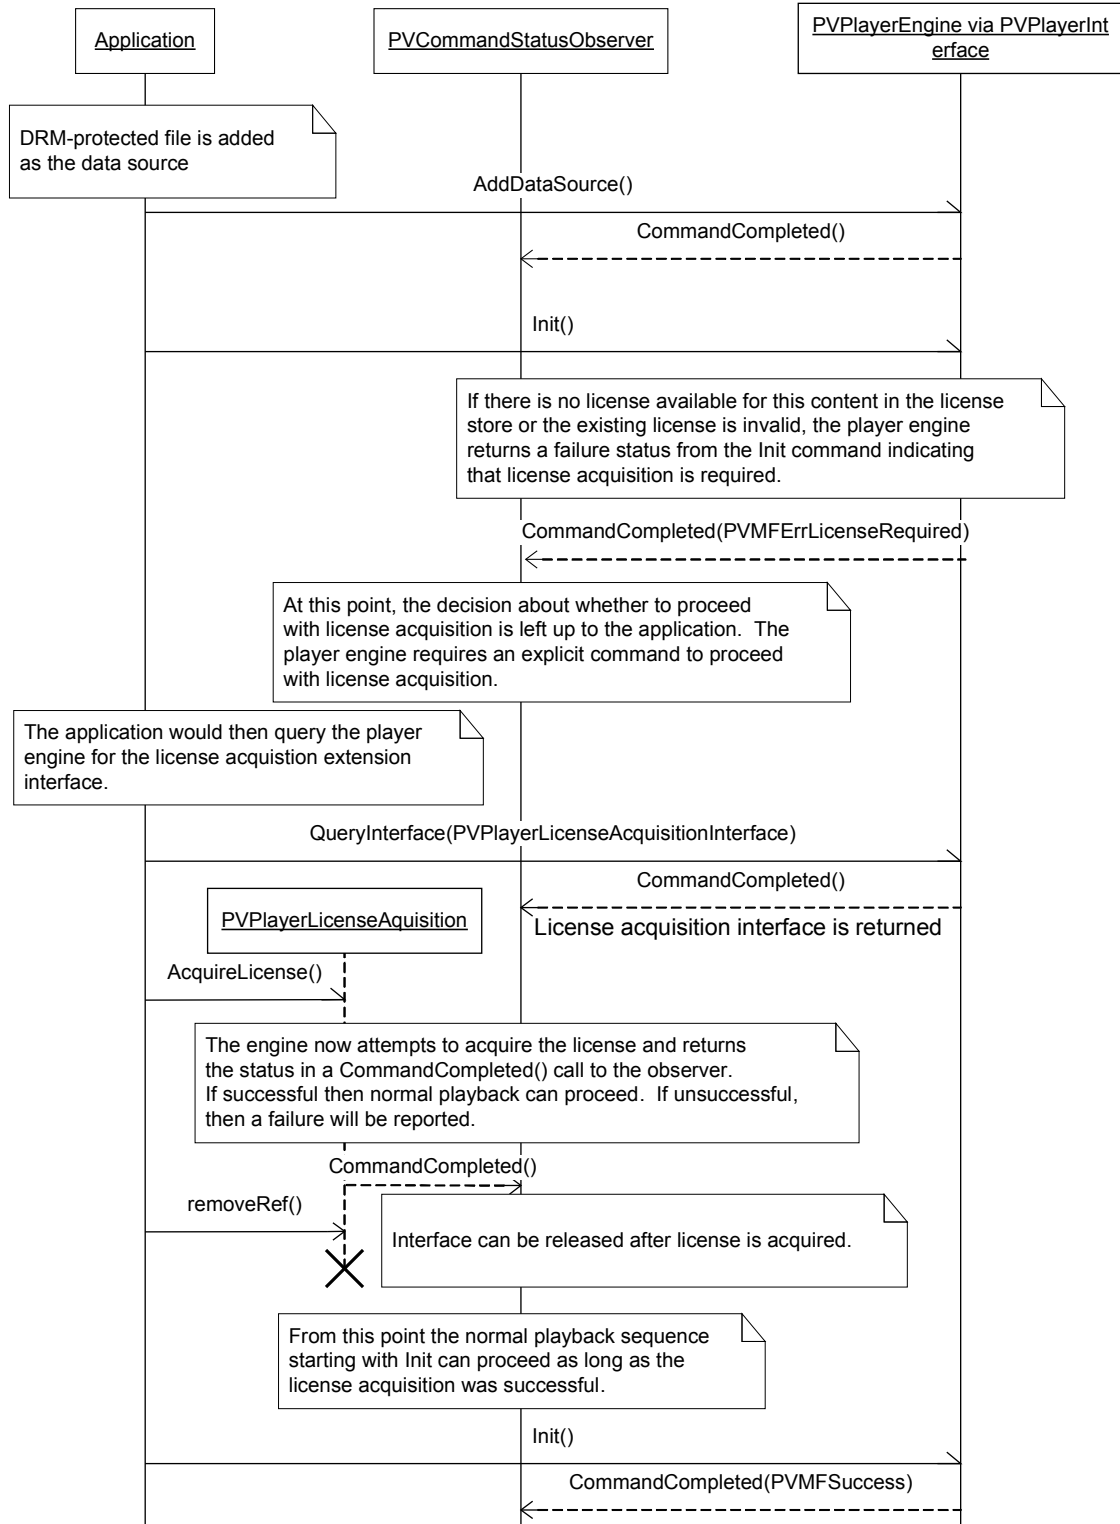 Application
PVCommandStatusObserver
PVPlayerEngine via PVPlayerInt
erface
DRM-protected file is added
as the data source
AddDataSource()
CommandCompleted()
Init()
If there is no license available for this content in the license
store or the existing license is invalid, the player engine
returns a failure status from the Init command indicating
that license acquisition is required.
CommandCompleted(PVMFErrLicenseRequired)
At this point, the decision about whether to proceed
with license acquisition is left up to the application.  The
player engine requires an explicit command to proceed
with license acquisition.
The application would then query the player
engine for the license acquistion extension
interface.
QueryInterface(PVPlayerLicenseAcquisitionInterface)
CommandCompleted()
PVPlayerLicenseAquisition
License acquisition interface is returned
AcquireLicense()
The engine now attempts to acquire the license and returns
the status in a CommandCompleted() call to the observer.
If successful then normal playback can proceed.  If unsuccessful,
then a failure will be reported.
CommandCompleted()
removeRef()
Interface can be released after license is acquired.
From this point the normal playback sequence
starting with Init can proceed as long as the
license acquisition was successful.
Init()
CommandCompleted(PVMFSuccess)